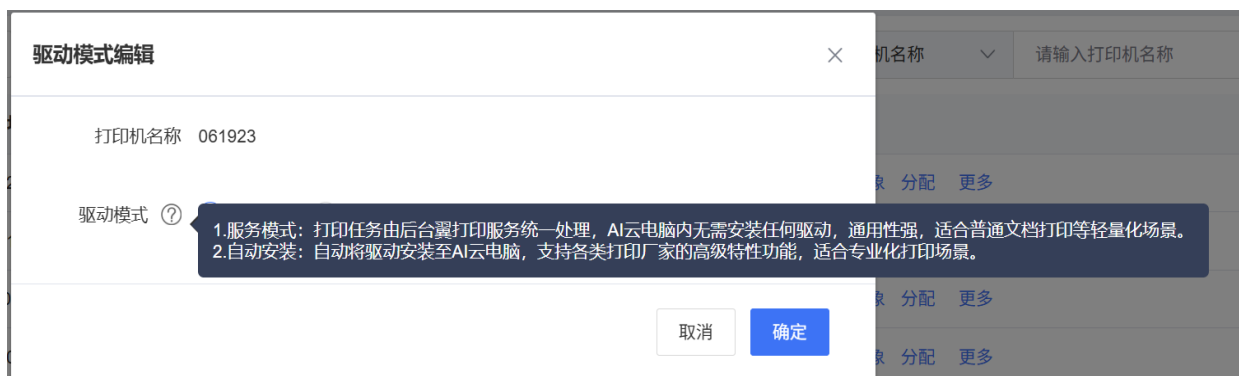 驱动模式编辑
机名称
请输入打印机名称
打印机名称 061923
分配 更多
驱动模式
1.服务模式：打印任务由后台翼打印服务统一处理，AI云电脑内无需安装任何驱动，通用性强，适合普通文档打印等轻量化场景。
2.自动安装：自动将驱动安装至AI云电脑，支持各类打印厂家的高级特性功能，适合专业化打印场景。
分配 更多
取消 确定
分配 更多